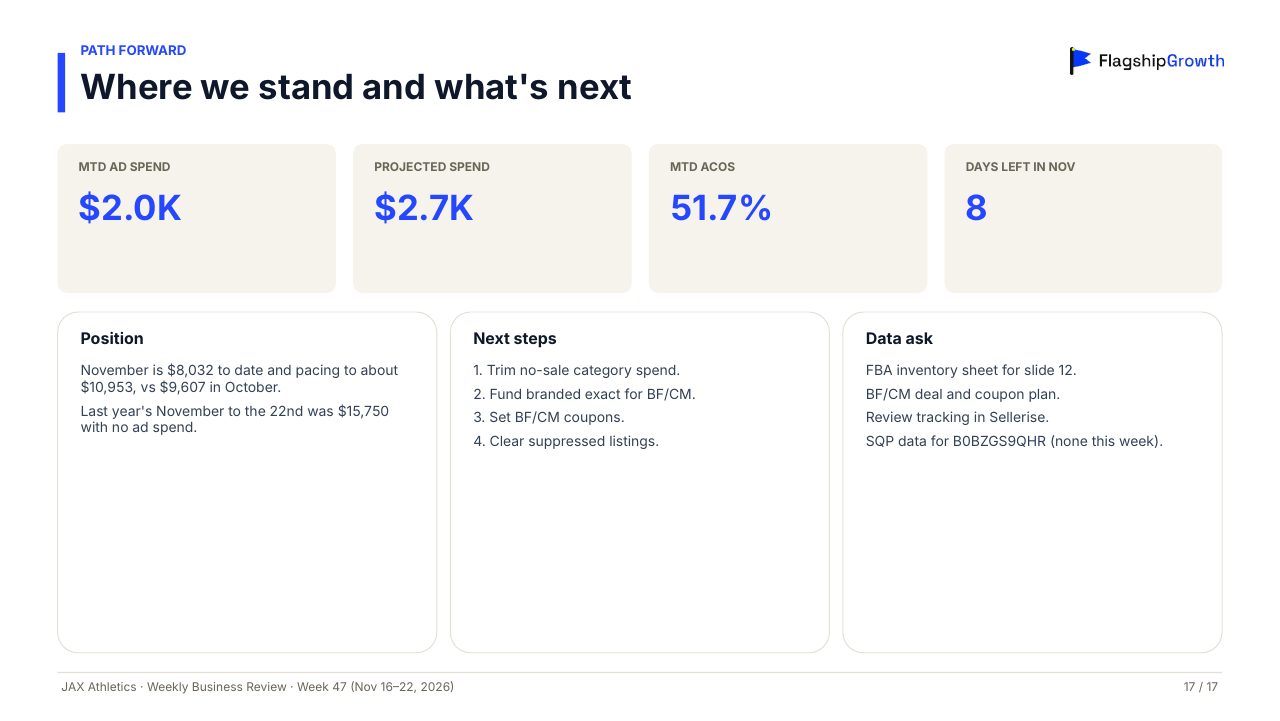 PATH FORWARD
Where we stand and what's next
FlagshipGrowth
MTD AD SPEND
$2.0K
PROJECTED SPEND
$2.7K
MTD ACOS
51.7%
DAYS LEFT IN NOV
8
Position
November is $8,032 to date and pacing to about
$10,953, vs $9,607 in October.
Last year's November to the 22nd was $15,750
with no ad spend.
Next steps
1. Trim no-sale category spend.
2. Fund branded exact for BF/CM.
3. Set BF/CM coupons.
4. Clear suppressed listings.
Data ask
FBA inventory sheet for slide 12.
BF/CM deal and coupon plan.
Review tracking in Sellerise.
SQP data for B0BZGS9QHR (none this week).
JAX Athletics · Weekly Business Review · Week 47 (Nov 16–22, 2026)
17 / 17